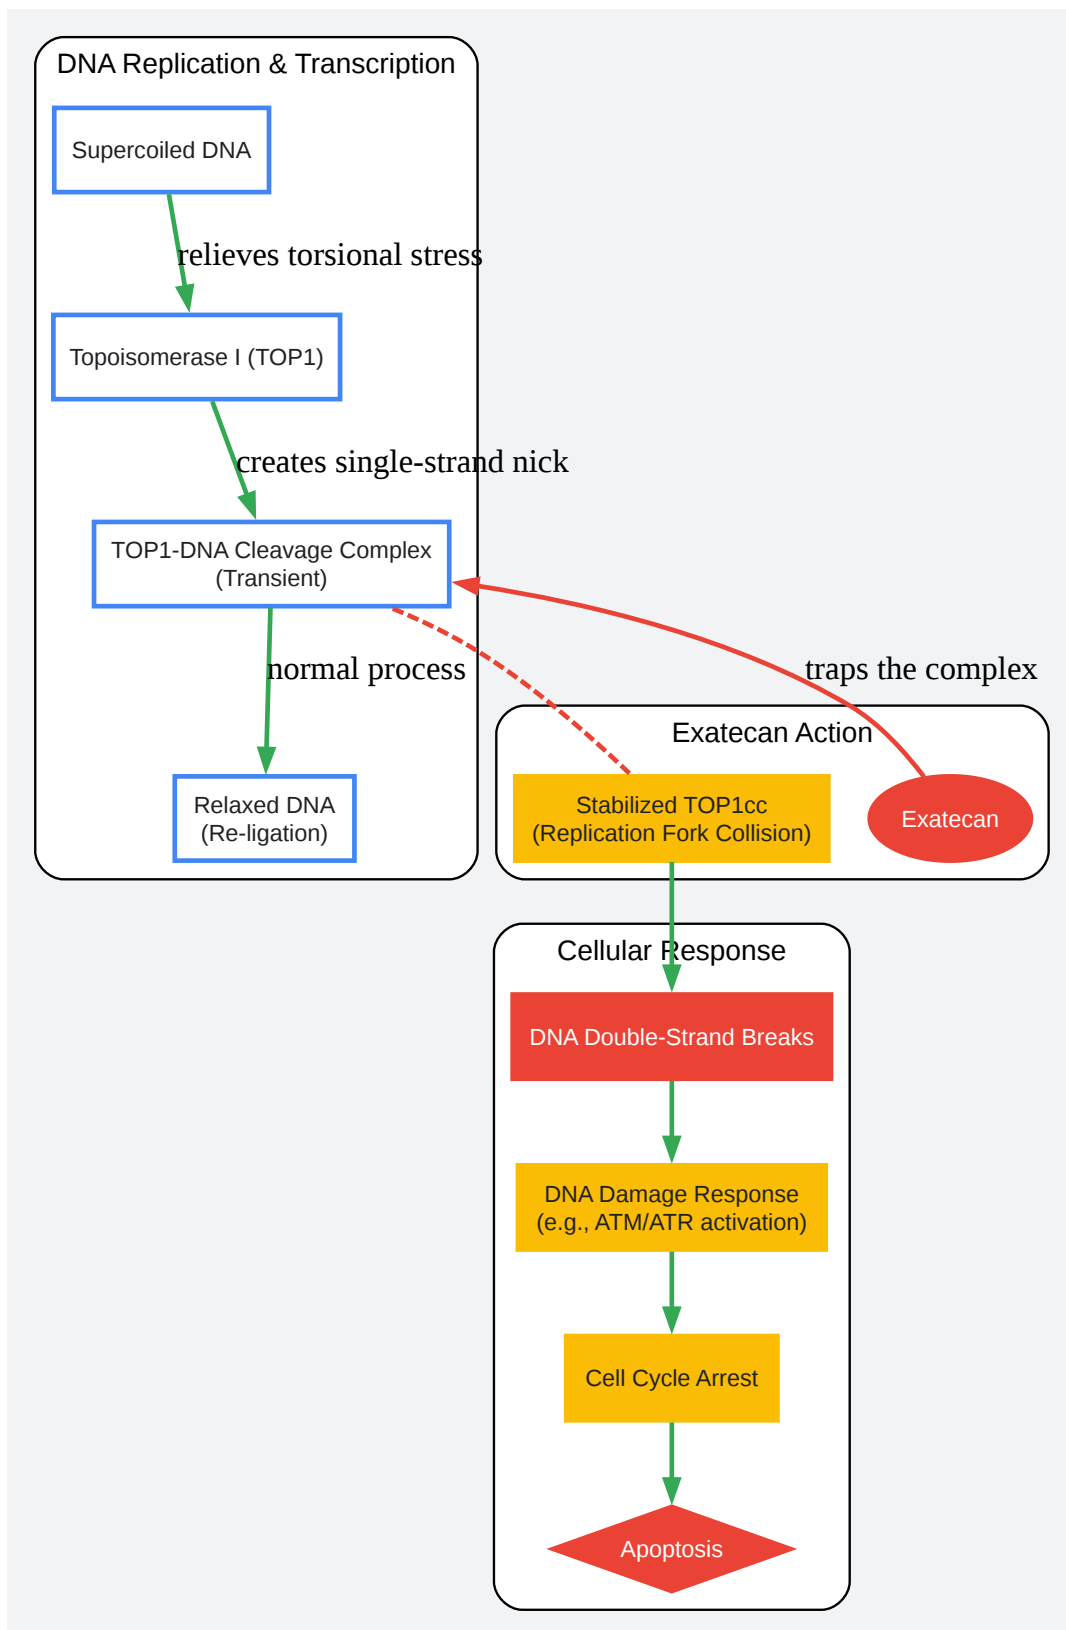 DNA Replication & Transcription
Supercoiled DNA
relieves torsional stress
Topoisomerase I (TOP1)
creates single-strand nick
TOP1-DNA Cleavage Complex
(Transient)
normal process
traps the complex
Relaxed DNA
(Re-ligation)
Exatecan Action
Stabilized TOP1cc
(Replication Fork Collision)
Exatecan
Cellular Response
DNA Double-Strand Breaks
DNA Damage Response
(e.g., ATM/ATR activation)
Cell Cycle Arrest
Apoptosis